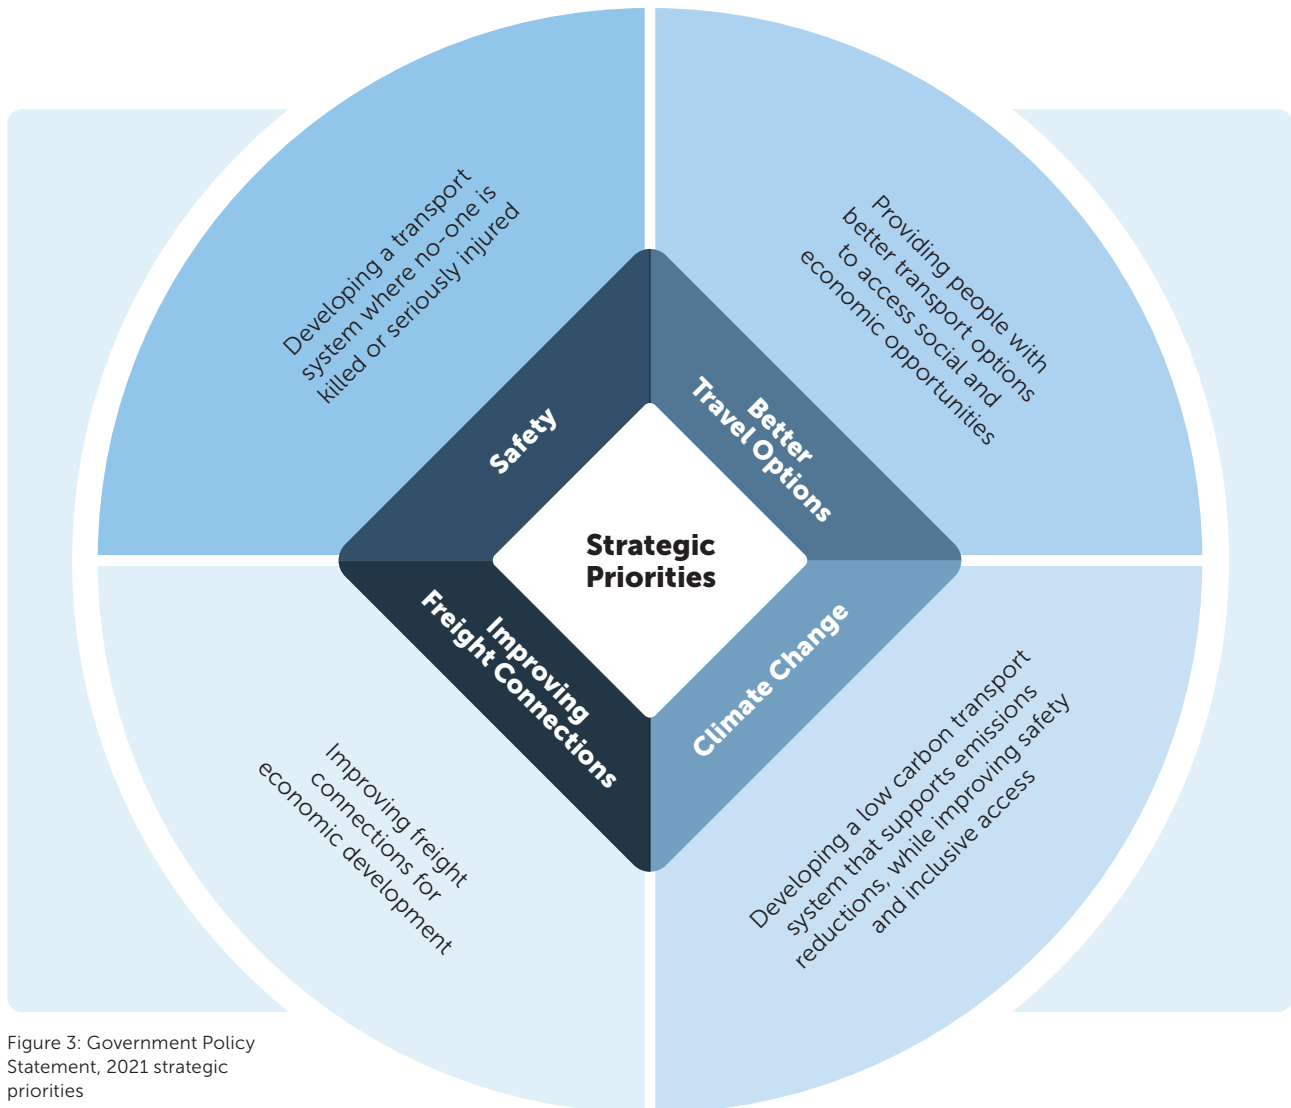 Developing a transport
system where no-one is
killed or seriously injured
Providing people with
better transport options
to access social and
economic opportunities
Safety
Better
Travel Options
Strategic
Priorities
Improving
Freight Connections
Climate Change
Improving freight
connections for
economic development
Developing a low carbon transport
system that supports emissions
reductions, while improving safety
and inclusive access
Figure 3: Government Policy
Statement, 2021 strategic
priorities